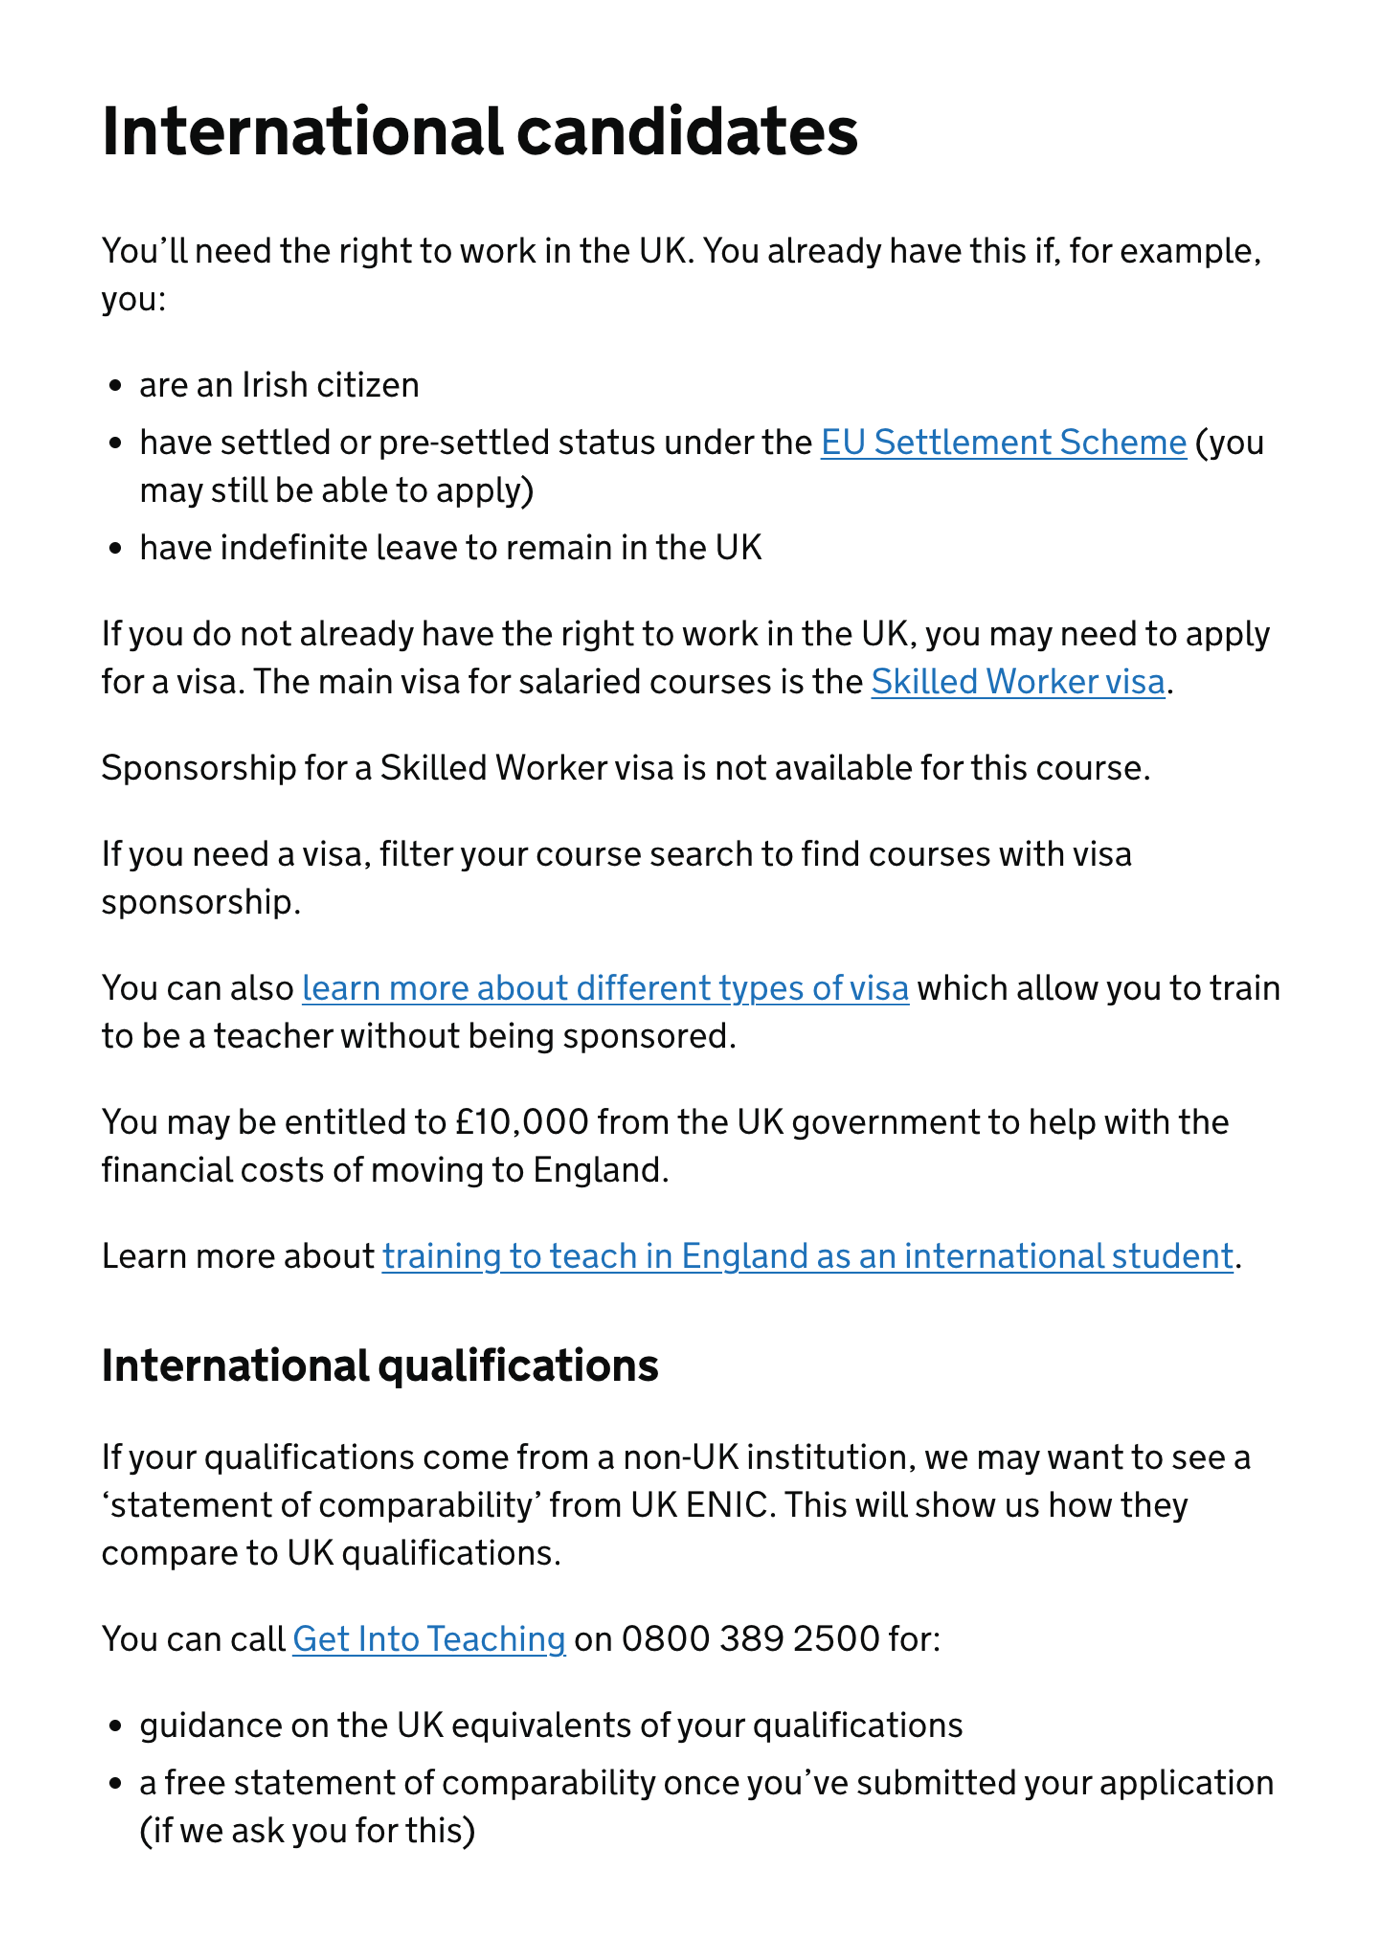 International candidates
You’ll need the right to work in the UK. You already have this if, for example,
you:
• are an Irish citizen
• have settled or pre-settled status under the EU Settlement Scheme (you
may still be able to apply)
• have indefinite leave to remain in the UK
If you do not already have the right to work in the UK, you may need to apply
for a visa. The main visa for salaried courses is the Skilled Worker visa.
Sponsorship for a Skilled Worker visa is not available for this course.
If you need a visa, filter your course search to find courses with visa
sponsorship.
You can also learn more about different types of visa which allow you to train
to be a teacher without being sponsored.
You may be entitled to £10,000 from the UK government to help with the
financial costs of moving to England.
Learn more about training to teach in England as an international student.
International qualifications
If your qualifications come from a non-UK institution, we may want to see a
‘statement of comparability’ from UK ENIC. This will show us how they
compare to UK qualifications.
You can call Get Into Teaching on 0800 389 2500 for:
• guidance on the UK equivalents of your qualifications
• a free statement of comparability once you’ve submitted your application
(if we ask you for this)